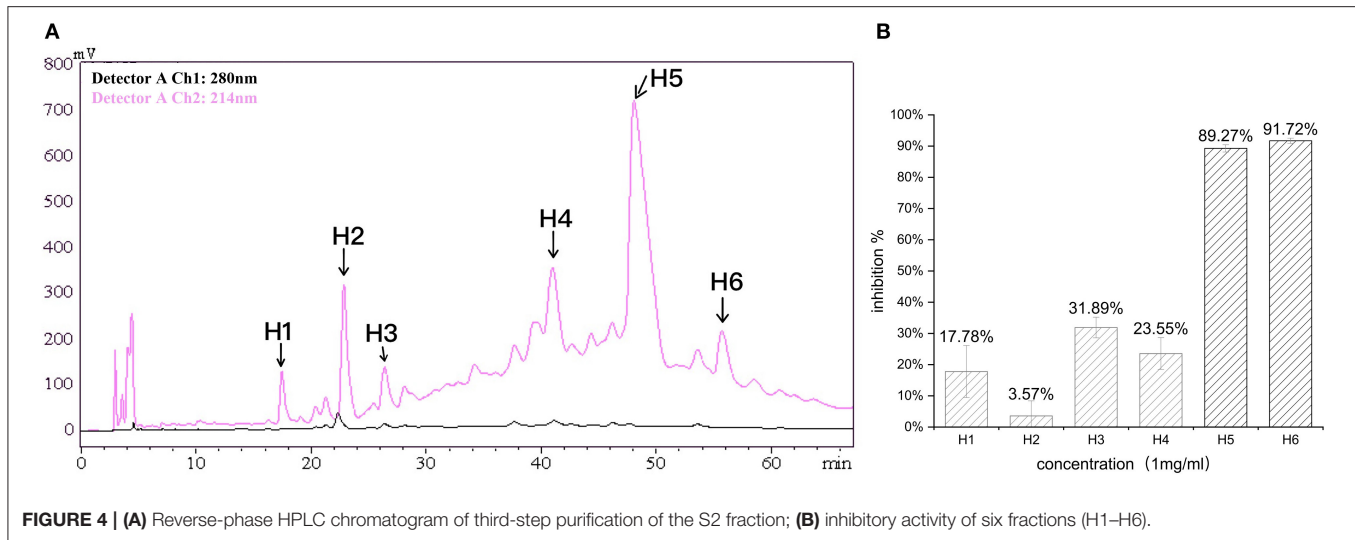 A
mV
800
Detector A Ch1: 280nm
Detector A Ch2: 214nm
700
600
500
400
300
200
100
0
H1
H2
H3
H4
H5
H6
0
10
20
30
40
50
60
min
B
100%
90%
80%
70%
60%
50%
40%
30%
20%
10%
0%
inhibition %
17.78%
3.57%
31.89%
23.55%
89.27%
91.72%
H1
H2
H3
H4
H5
H6
concentration（1mg/ml）
FIGURE 4 | (A) Reverse-phase HPLC chromatogram of third-step purification of the S2 fraction; (B) inhibitory activity of six fractions (H1–H6).